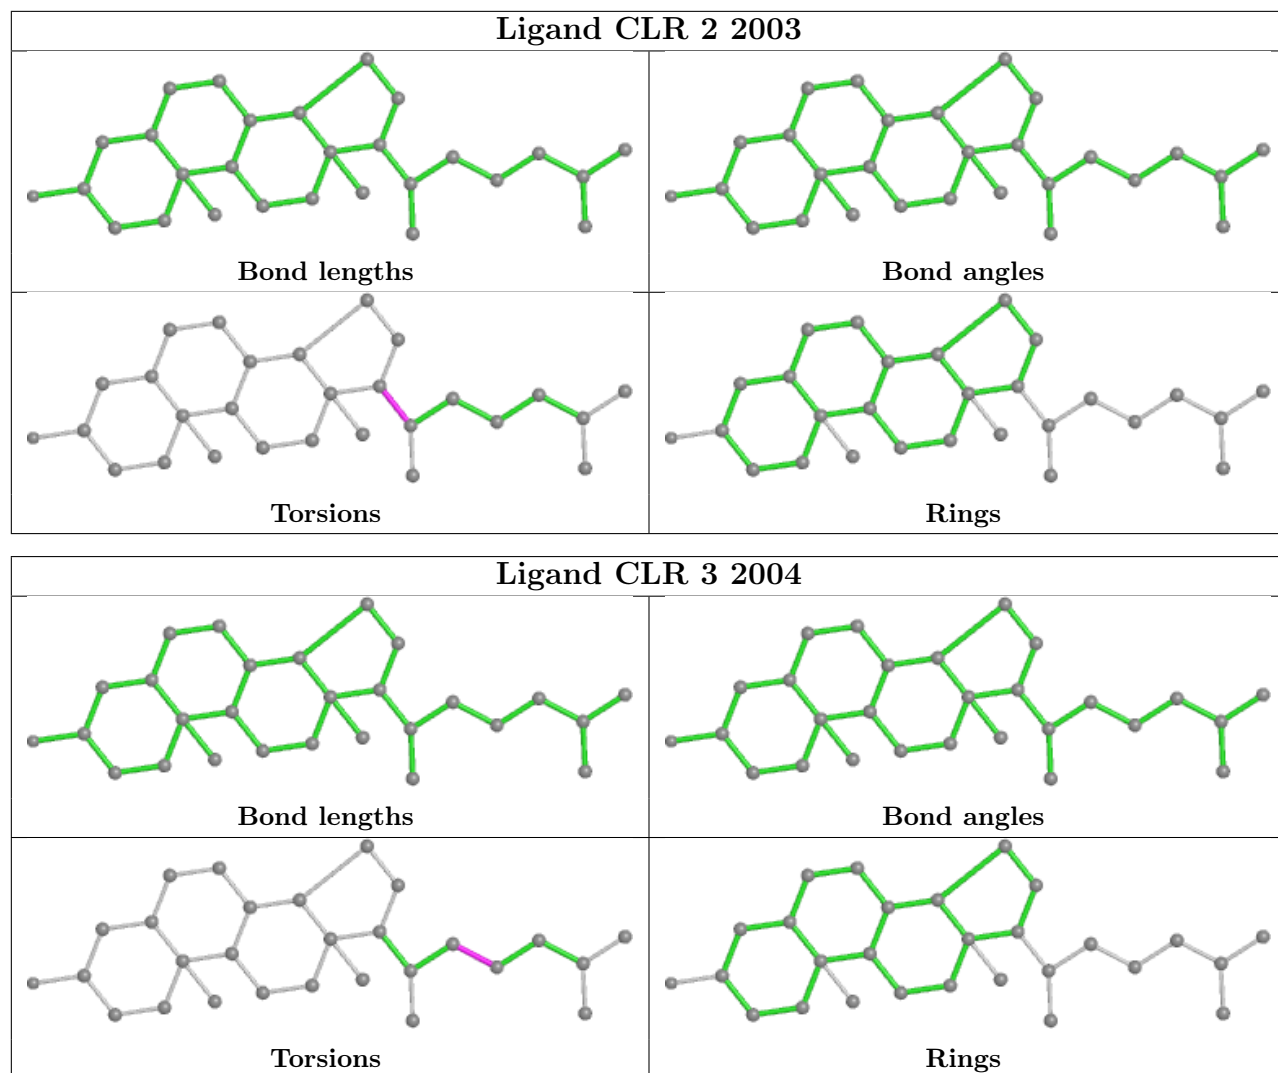 Ligand CLR 2 2003
Bond lengths
Bond angles
Torsions
Rings
Ligand CLR 3 2004
Bond lengths
Bond angles
Torsions
Rings